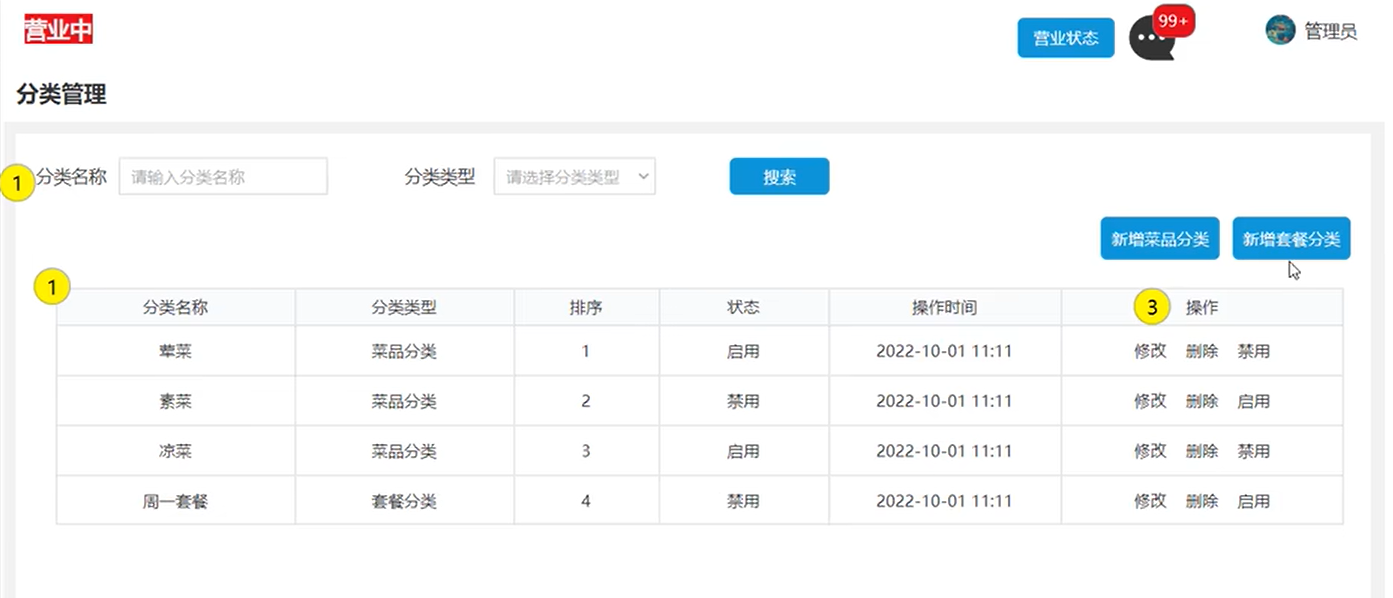 营业中
营业状态 99+ 管理员
分类管理
1 分类名称 请输入分类名称 分类类型 请选择分类类型 搜索
新增菜品分类 新增套餐分类
1
分类名称 分类类型 排序 状态 操作时间 3 操作
荤菜 菜品分类 1 启用 2022-10-01 11:11 修改 删除 禁用
素菜 菜品分类 2 禁用 2022-10-01 11:11 修改 删除 启用
凉菜 菜品分类 3 启用 2022-10-01 11:11 修改 删除 禁用
周一套餐 套餐分类 4 禁用 2022-10-01 11:11 修改 删除 启用